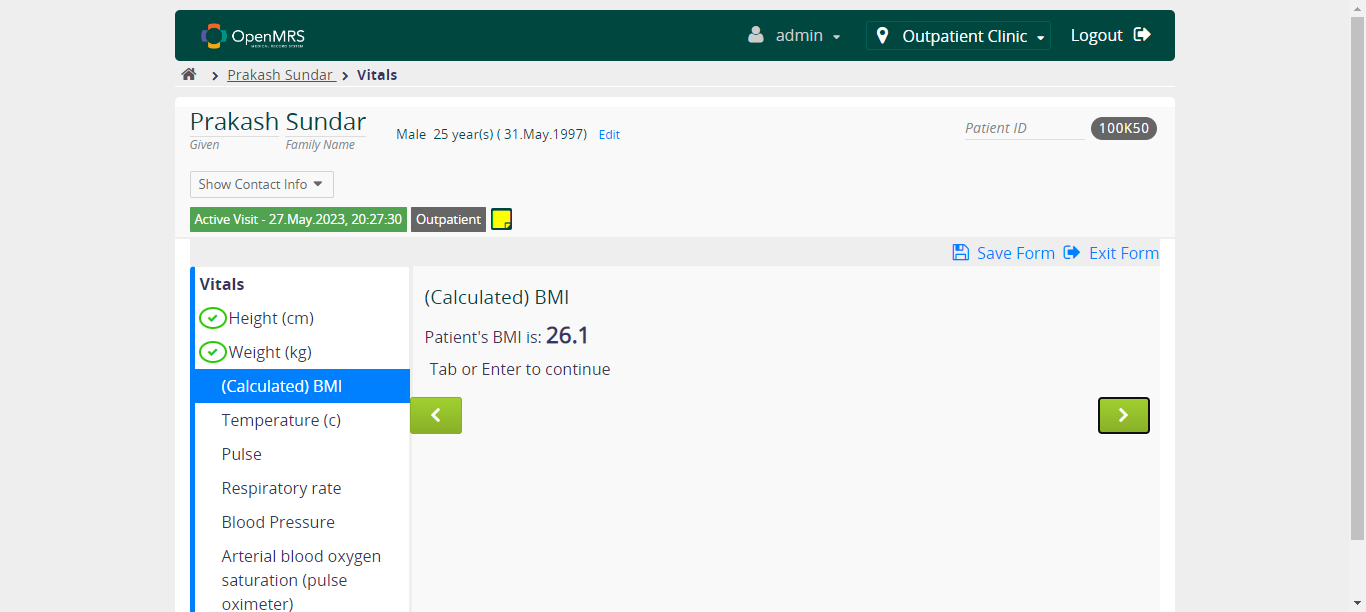 OpenMRS
MEDICAL RECORD SYSTEM
admin
Outpatient Clinic
Logout
Prakash Sundar
Vitals
Prakash Sundar
Given
Family Name
Male 25 year(s) ( 31.May.1997)
Edit
Patient ID
100K50
Show Contact Info
Active Visit - 27.May.2023, 20:27:30
Outpatient
Save Form
Exit Form
Vitals
Height (cm)
Weight (kg)
(Calculated) BMI
Temperature (c)
Pulse
Respiratory rate
Blood Pressure
Arterial blood oxygen
saturation (pulse
oximeter)
(Calculated) BMI
Patient's BMI is: 26.1
Tab or Enter to continue